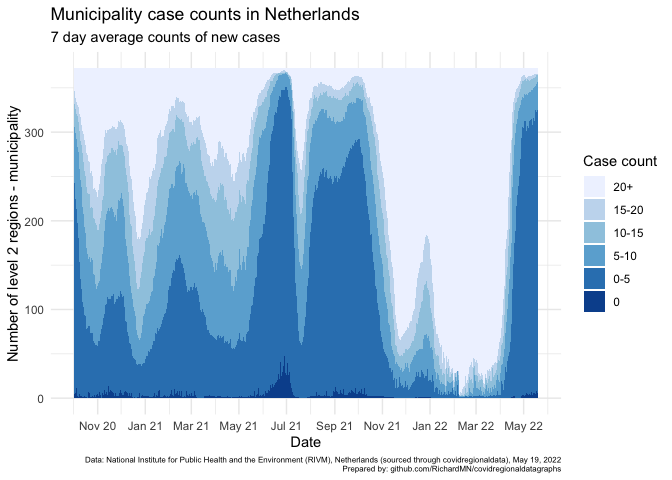 Municipality case counts in Netherlands
7 day average counts of new cases
Number of level 2 regions - municipality
300
200
100
0
Nov 20 Jan 21 Mar 21 May 21 Jul 21 Sep 21 Nov 21 Jan 22 Mar 22 May 22
Date
Case count
20+
15-20
10-15
5-10
0-5
0
Data: National Institute for Public Health and the Environment (RIVM), Netherlands (sourced through covidregionaldata), May 19, 2022
Prepared by: github.com/RichardMN/covidregionaldatagraphs